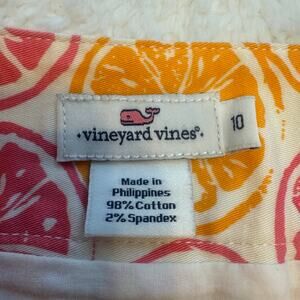 vineyard vines®
10
Made in
Philippines
98% Cotton
2% Spandex